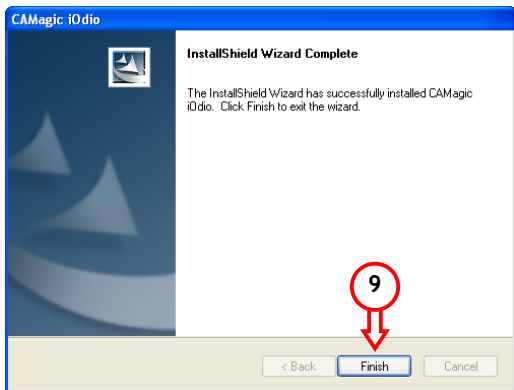 CAMagic iOdio
InstallShield Wizard Complete
The InstallShield Wizard has successfully installed CAMagic
iOdio. Click Finish to exit the wizard.
9
< Back Finish Cancel